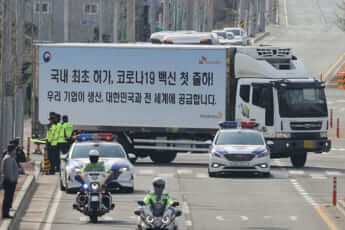 국내 최초 허가, 코로나19 백신 첫 출하!
우리 기업이 생산, 대한민국과 전 세계에 공급합니다.